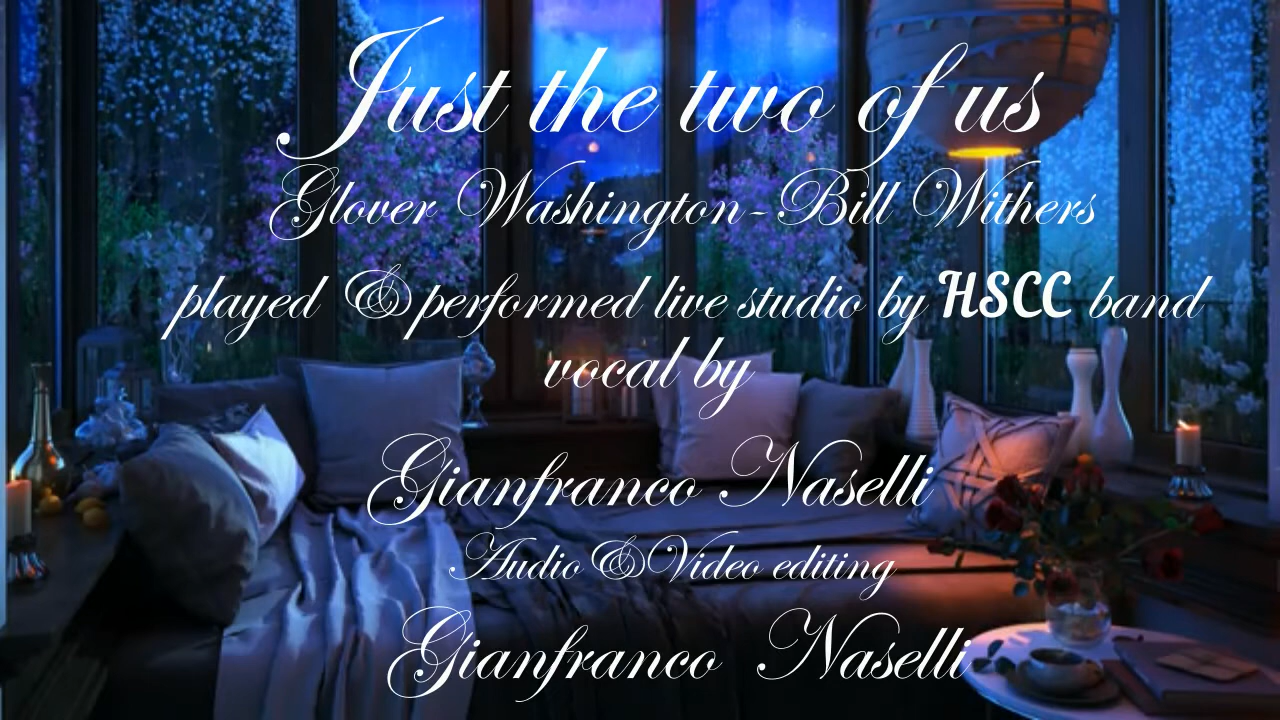 Just the two of us
Glover Washington-Bill Withers
played & performed live studio by HSCC band
vocal by
Gianfranco Naselli
Audio & Video editing
Gianfranco Naselli